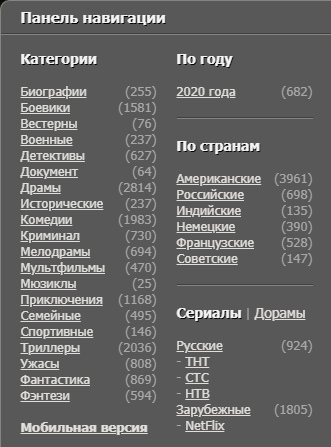 Панель навигации
Категории
Биографии (255)
Боевики (1581)
Вестерны (76)
Военные (237)
Детективы (627)
Документ (64)
Драмы (2814)
Исторические (237)
Комедии (1983)
Криминал (730)
Мелодрамы (694)
Мультфильмы (470)
Мюзиклы (25)
Приключения (1168)
Семейные (495)
Спортивные (146)
Триллеры (2036)
Ужасы (808)
Фантастика (869)
Фэнтези (594)
Мобильная версия
По году
2020 года (682)
По странам
Американские (3961)
Российские (698)
Индийские (135)
Немецкие (390)
Французские (528)
Советские (147)
Сериалы | Дорамы
Русские (924)
- ТНТ
- СТС
- НТВ
Зарубежные (1805)
- NetFlix